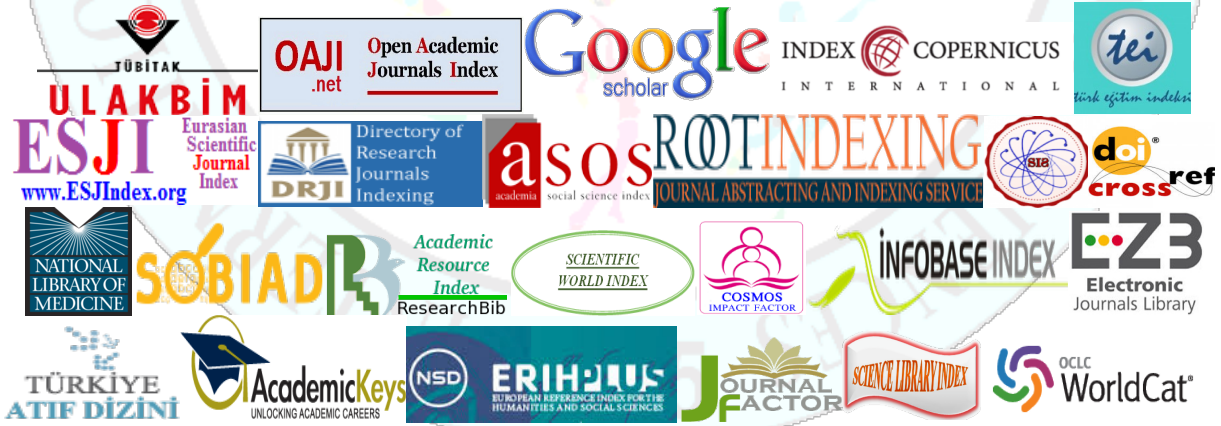 TÜBİTAK
ULAKBİM
OAJI
.net
Open Academic
Journals Index
Google
scholar
INDEX COPERNICUS
INTERNATIONAL
tei
türk eğitim indeksi
ESJI
Eurasian
Scientific
Journal
Index
www.ESJIndex.org
DRJI
Directory of
Research
Journals
Indexing
asos
academia
social science index
ROOTINDEXING
JOURNAL ABSTRACTING AND INDEXING SERVICE
SIS
doi®
crossref
NATIONAL
LIBRARY OF
MEDICINE
SOBIAD
Academic
Resource
Index
ResearchBib
SCIENTIFIC
WORLD INDEX
COSMOS
IMPACT FACTOR
INFOBASE INDEX
EZB
Electronic
Journals Library
TÜRKİYE
ATIF DİZİNİ
AcademicKeys
UNLOCKING ACADEMIC CAREERS
NSD
ERIHPLUS
EUROPEAN REFERENCE INDEX FOR THE
HUMANITIES AND SOCIAL SCIENCES
JOURNAL
FACTOR
SCIENCE LIBRARY INDEX
OCLC
WorldCat®